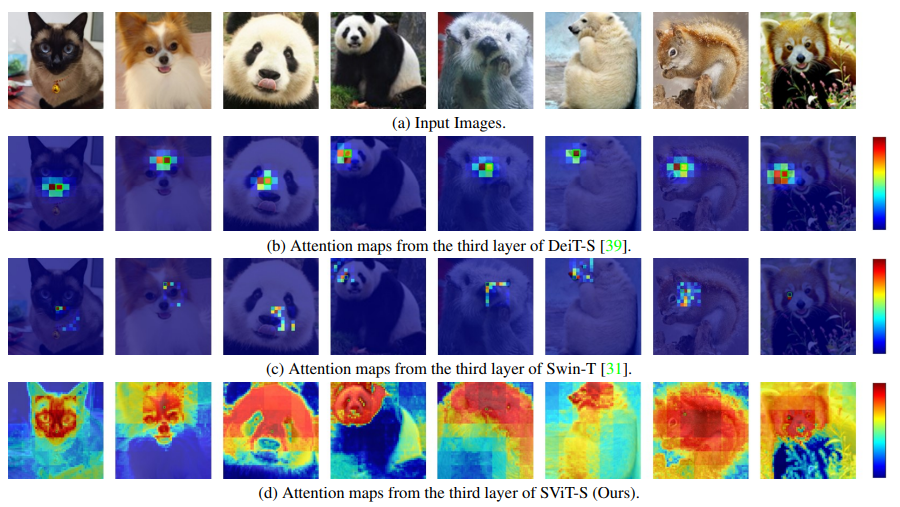 (a) Input Images.
(b) Attention maps from the third layer of DeiT-S [39].
(c) Attention maps from the third layer of Swin-T [31].
(d) Attention maps from the third layer of SViT-S (Ours).